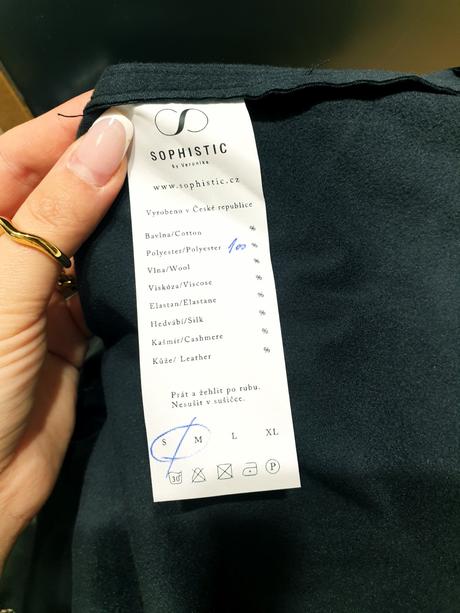 SOPHISTIC
by Veronika
www.sophistic.cz
Vyrobeno v České republice
Bavlna/Cotton %
Polyester/Polyester 100 %
Vlna/Wool %
Viskóza/Viscose %
Elastan/Elastane %
Hedvábí/Silk %
Kašmír/Cashmere %
Kůže/ Leather %
Prát a žehlit po rubu.
Nesušit v sušičce.
S M L XL
30 P